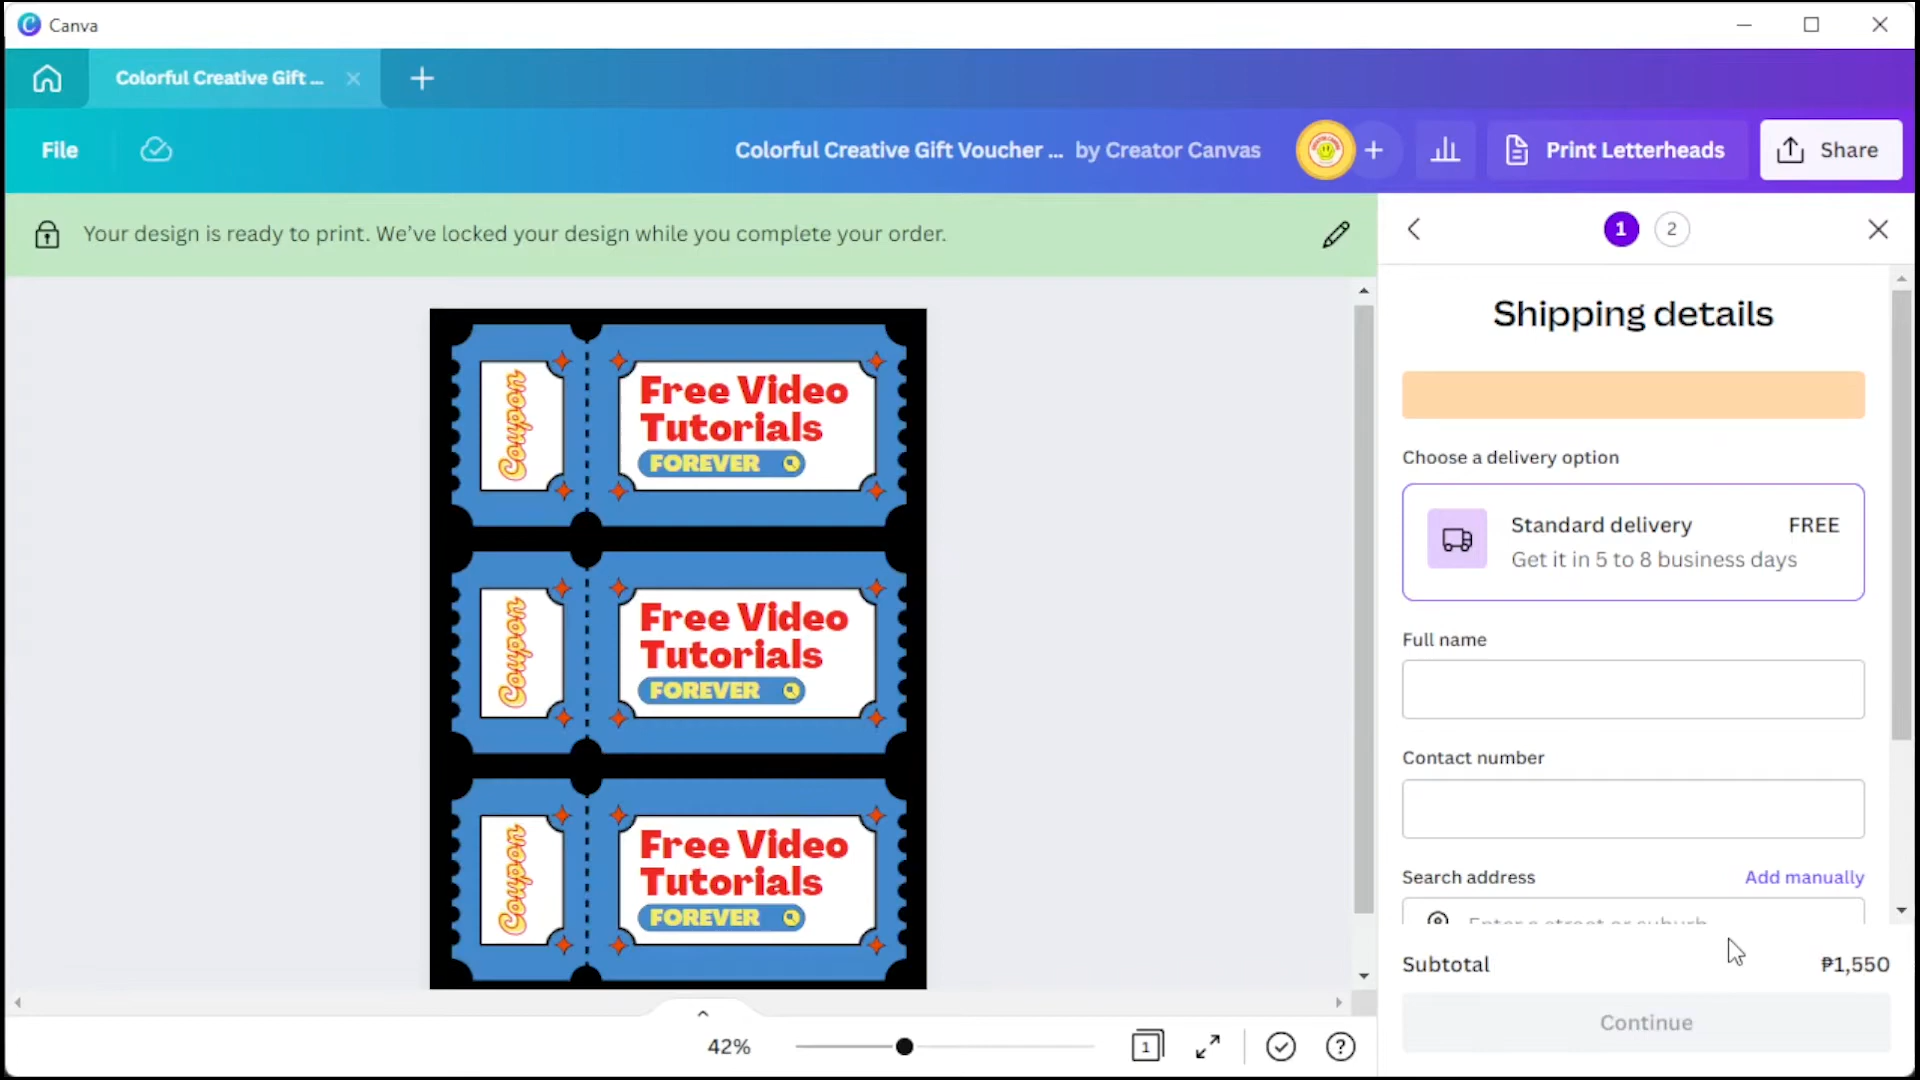 Canva
Colorful Creative Gift ...
File
Colorful Creative Gift Voucher ... by Creator Canvas
Print Letterheads
Share
Your design is ready to print. We've locked your design while you complete your order.
1 2
Coupon
Free Video
Tutorials
FOREVER
Coupon
Free Video
Tutorials
FOREVER
Coupon
Free Video
Tutorials
FOREVER
42%
1
Shipping details
Choose a delivery option
Standard delivery FREE
Get it in 5 to 8 business days
Full name
Contact number
Search address Add manually
Enter a street or suburb
Subtotal ₱1,550
Continue